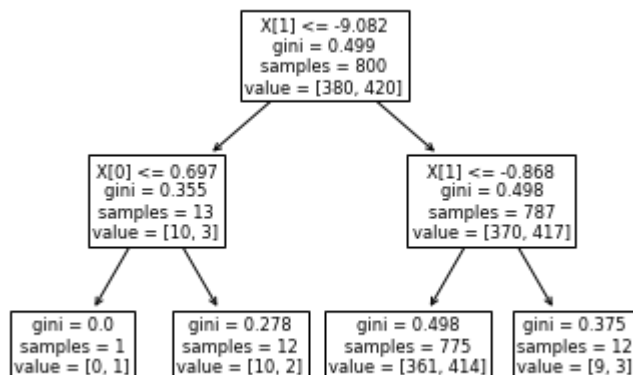 X[1] <= -9.082
gini = 0.499
samples = 800
value = [380, 420]
X[0] <= 0.697
gini = 0.355
samples = 13
value = [10, 3]
X[1] <= -0.868
gini = 0.498
samples = 787
value = [370, 417]
gini = 0.0
samples = 1
value = [0, 1]
gini = 0.278
samples = 12
value = [10, 2]
gini = 0.498
samples = 775
value = [361, 414]
gini = 0.375
samples = 12
value = [9, 3]